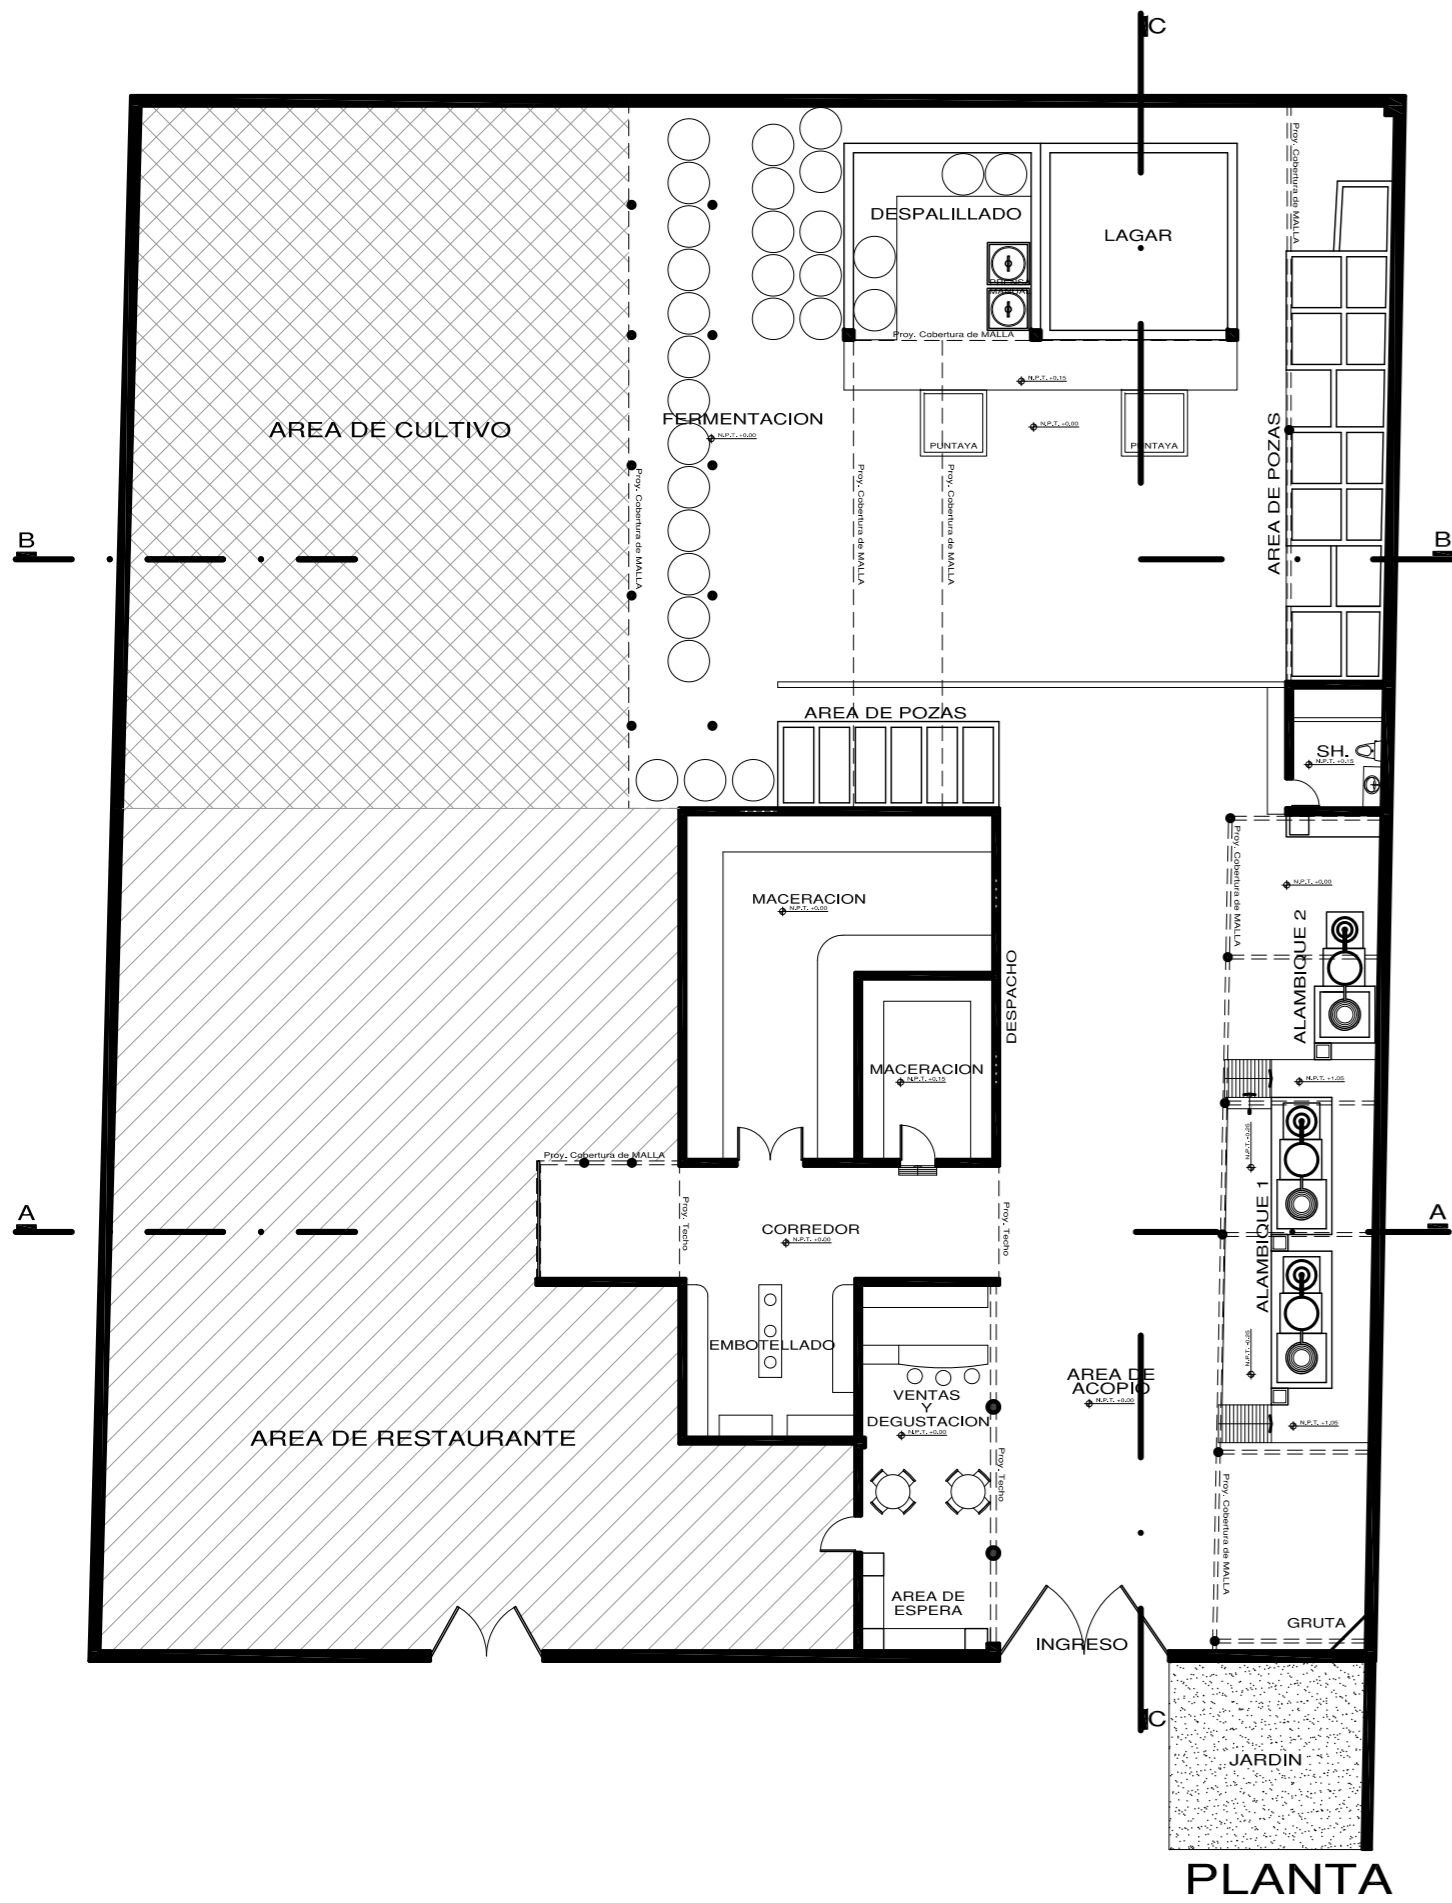 C
Proy. Cobertura de MALLA
DESPALILLADO
LAGAR
Proy. Cobertura de MALLA
N.P.T. +0.15
AREA DE CULTIVO
FERMENTACION
N.P.T. +0.00
N.P.T. +0.00
PUNTAYA
PUNTAYA
AREA DE POZAS
Proy. Cobertura de MALLA
Proy. Cobertura de MALLA
Proy. Cobertura de MALLA
B
B
AREA DE POZAS
SH.
N.P.T. +0.15
Proy. Cobertura de MALLA
MACERACION
N.P.T. +0.00
N.P.T. +0.00
ALAMBIQUE 2
DESPACHO
MACERACION
N.P.T. +0.15
N.P.T. +1.05
N.P.T. +0.25
Proy. Cobertura de MALLA
Proy. Techo
Proy. Techo
A
A
CORREDOR
N.P.T. +0.00
ALAMBIQUE 1
EMBOTELLADO
N.P.T. +0.25
VENTAS
Y
DEGUSTACION
N.P.T. +0.00
AREA DE
ACOPIO
N.P.T. +0.00
N.P.T. +1.05
AREA DE RESTAURANTE
Proy. Techo
Proy. Cobertura de MALLA
AREA DE
ESPERA
INGRESO
GRUTA
C
JARDIN
PLANTA